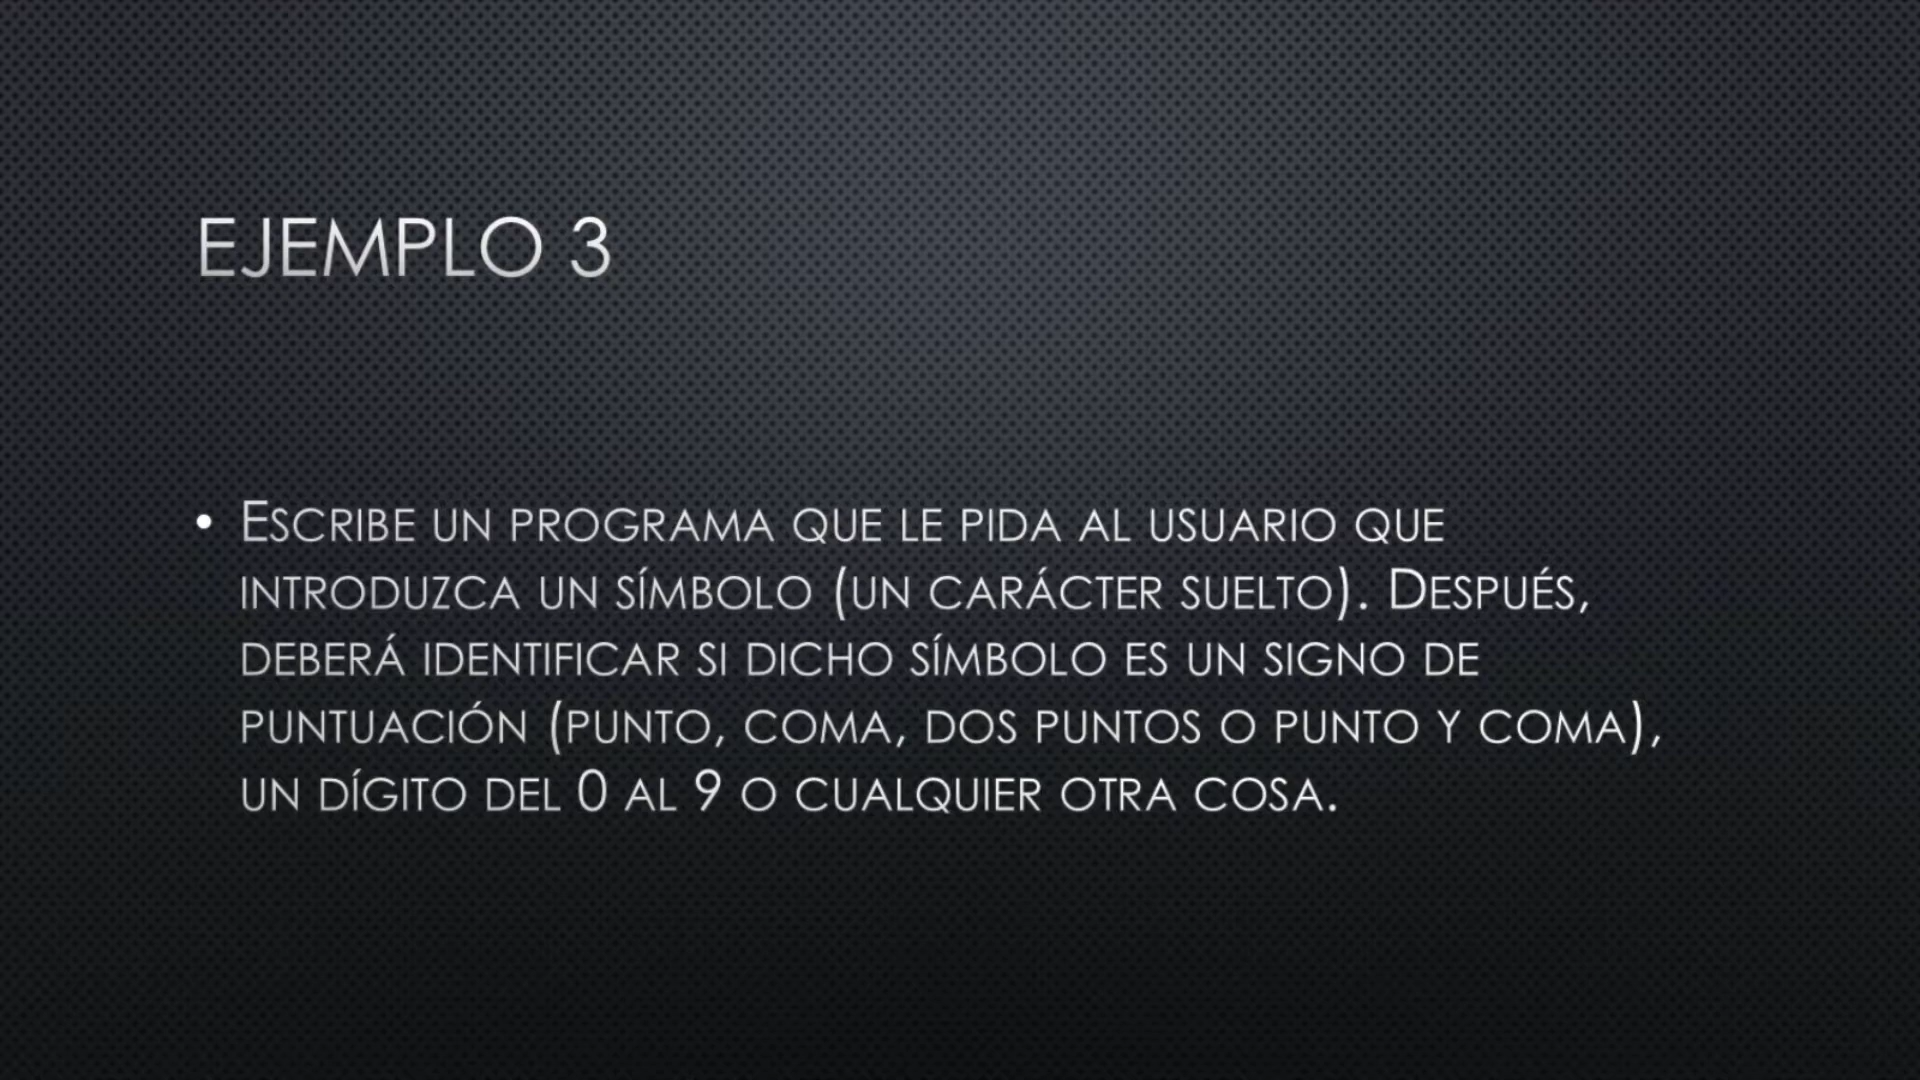 EJEMPLO 3
• ESCRIBE UN PROGRAMA QUE LE PIDA AL USUARIO QUE
INTRODUZCA UN SÍMBOLO (UN CARÁCTER SUELTO). DESPUÉS,
DEBERÁ IDENTIFICAR SI DICHO SÍMBOLO ES UN SIGNO DE
PUNTUACIÓN (PUNTO, COMA, DOS PUNTOS O PUNTO Y COMA),
UN DÍGITO DEL 0 AL 9 O CUALQUIER OTRA COSA.